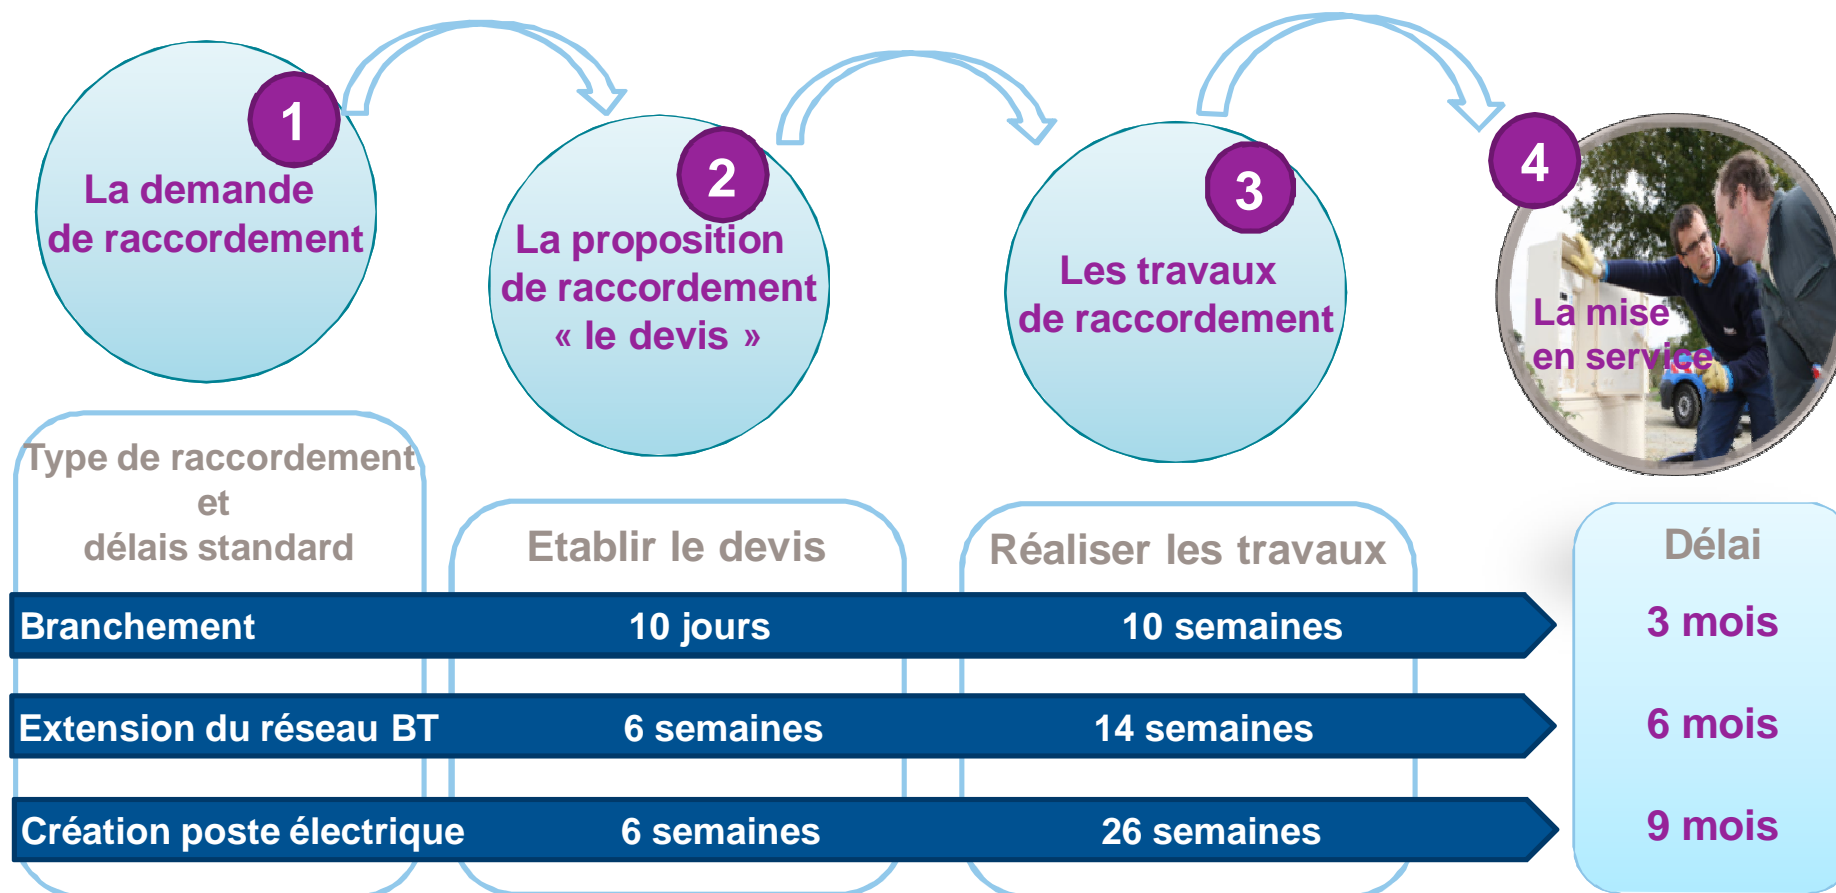 1
La demande
de raccordement
2
La proposition
de raccordement
« le devis »
3
Les travaux
de raccordement
4
La mise
en service
Type de raccordement
et
délais standard
Etablir le devis
Réaliser les travaux
Délai
Branchement 10 jours 10 semaines 3 mois
Extension du réseau BT 6 semaines 14 semaines 6 mois
Création poste électrique 6 semaines 26 semaines 9 mois